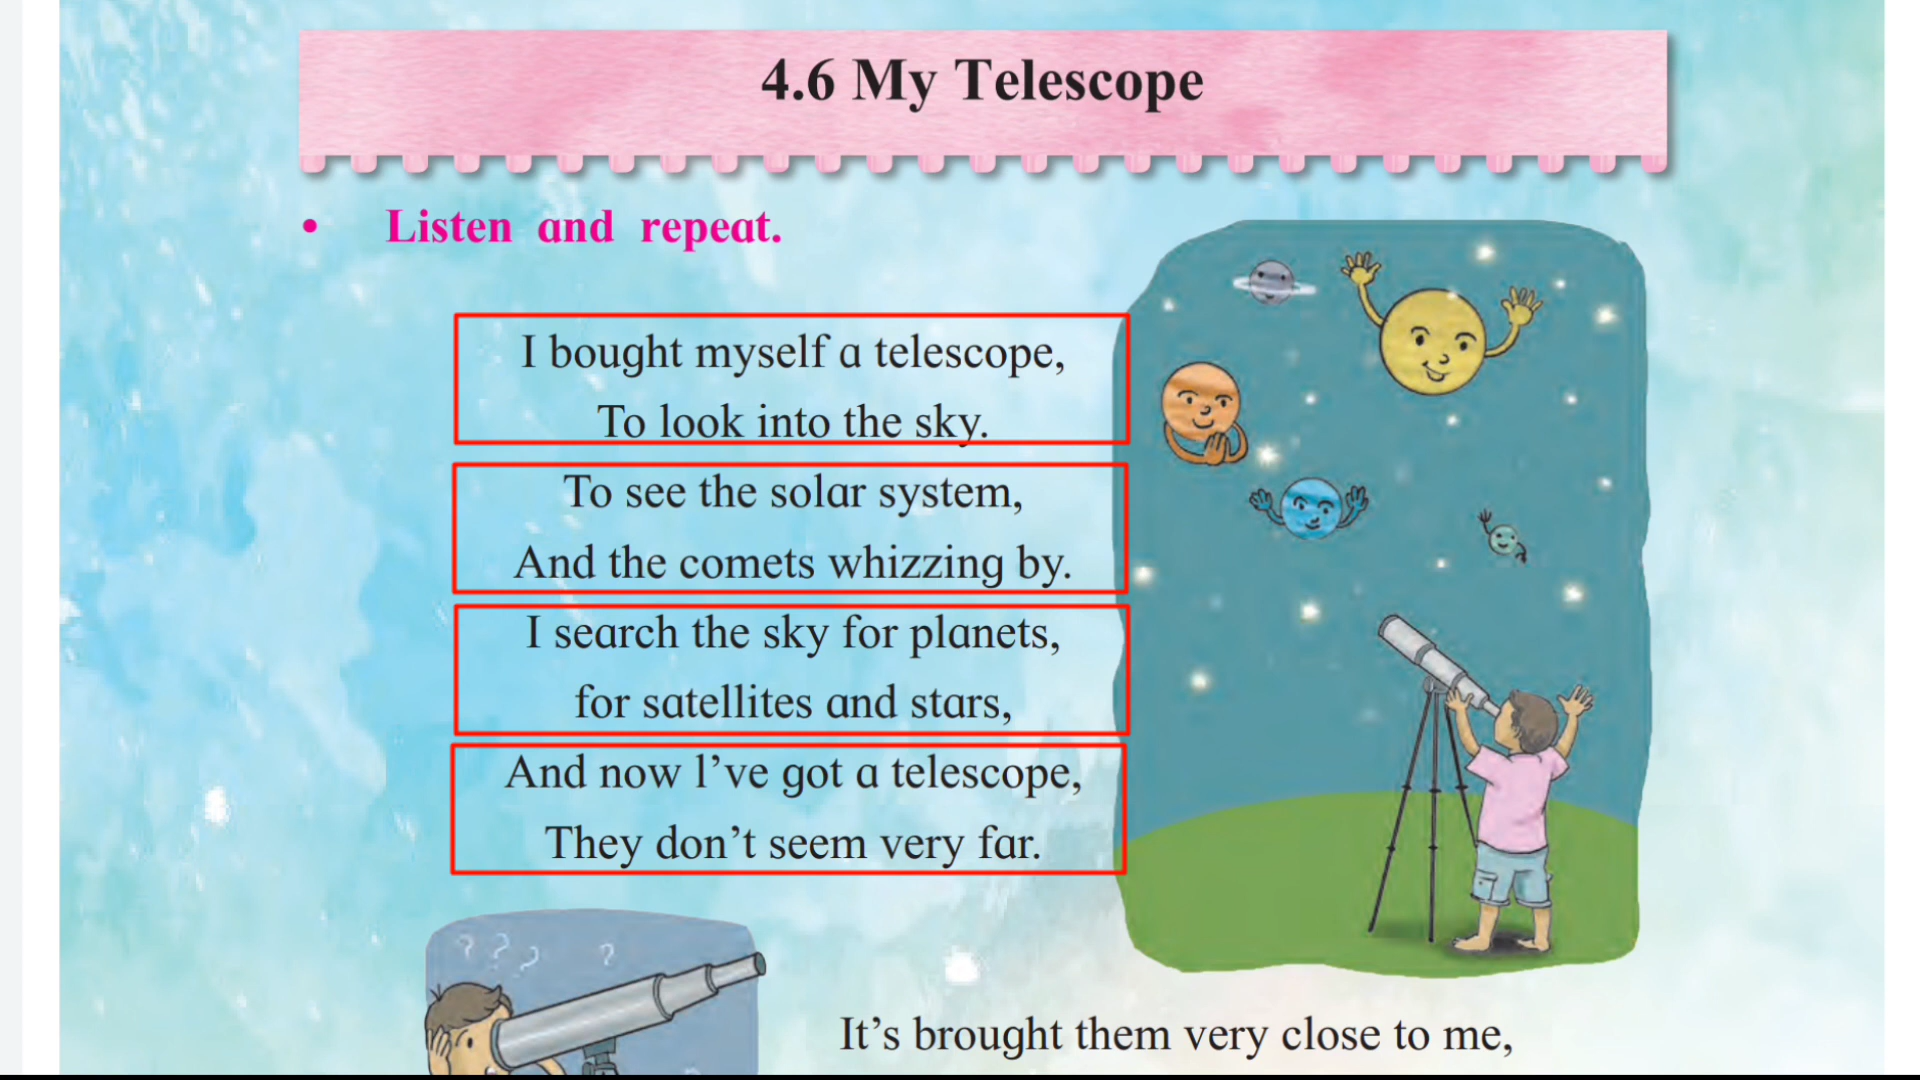 4.6 My Telescope
• Listen and repeat.
I bought myself a telescope,
To look into the sky.
To see the solar system,
And the comets whizzing by.
I search the sky for planets,
for satellites and stars,
And now l’ve got a telescope,
They don’t seem very far.
? ? ? ?
It’s brought them very close to me,